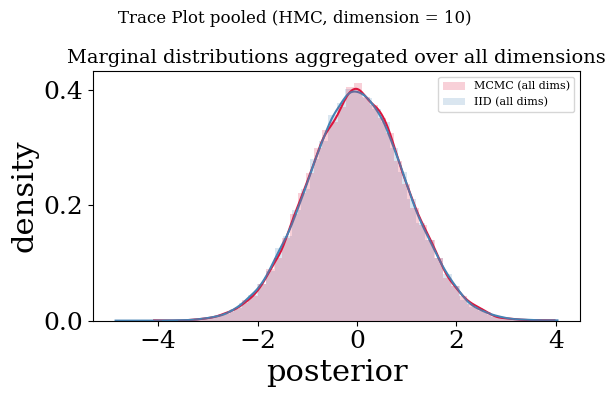 Trace Plot pooled (HMC, dimension = 10)
Marginal distributions aggregated over all dimensions
MCMC (all dims)
IID (all dims)
density
0.4
0.2
0.0
−4
−2
0
2
4
posterior